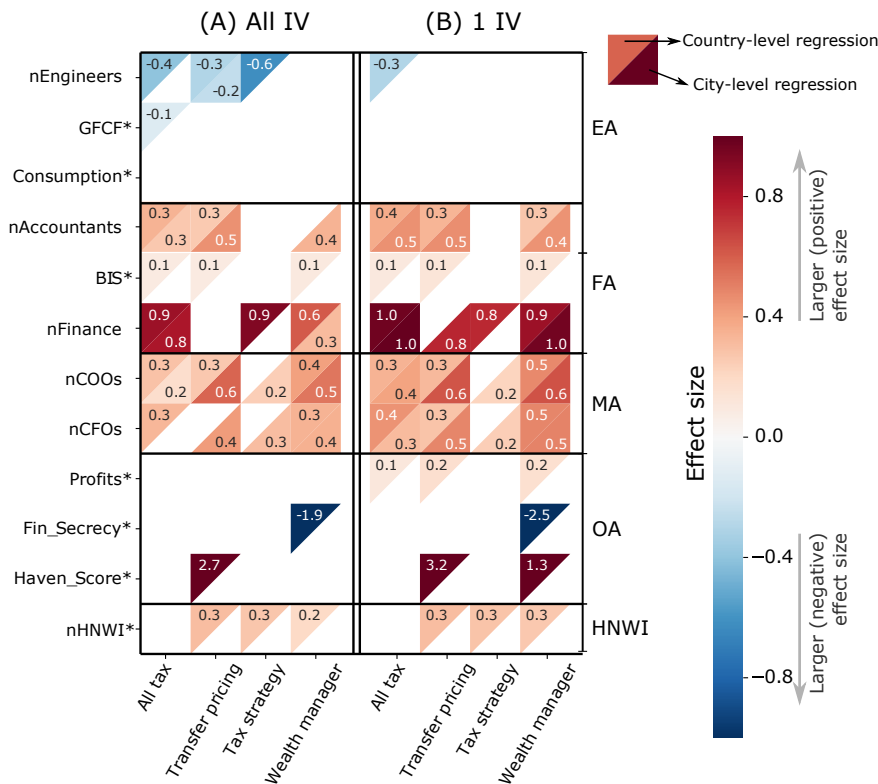 (A) All IV
(B) 1 IV
Country-level regression
City-level regression
nEngineers
-0.4
-0.3
-0.2
-0.6
-0.3
GFCF*
-0.1
EA
Consumption*
nAccountants
0.3
0.3
0.3
0.5
0.4
0.4
0.5
0.3
0.5
0.3
0.4
BIS*
0.1
0.1
0.1
0.1
0.1
0.1
FA
nFinance
0.9
0.8
0.9
0.6
0.3
1.0
1.0
0.8
0.8
0.9
1.0
nCOOs
0.3
0.2
0.3
0.6
0.2
0.4
0.5
0.3
0.4
0.3
0.6
0.2
0.5
0.6
MA
nCFOs
0.3
0.4
0.3
0.3
0.4
0.4
0.3
0.3
0.5
0.2
0.5
0.5
Profits*
0.1
0.2
0.2
Fin_Secrecy*
-1.9
-2.5
OA
Haven_Score*
2.7
3.2
1.3
nHNWI*
0.3
0.3
0.2
0.3
0.3
0.3
HNWI
All tax
Transfer pricing
Tax strategy
Wealth manager
All tax
Transfer pricing
Tax strategy
Wealth manager
Effect size
0.8
0.4
0.0
−0.4
−0.8
Larger (positive)
effect size
Larger (negative)
effect size